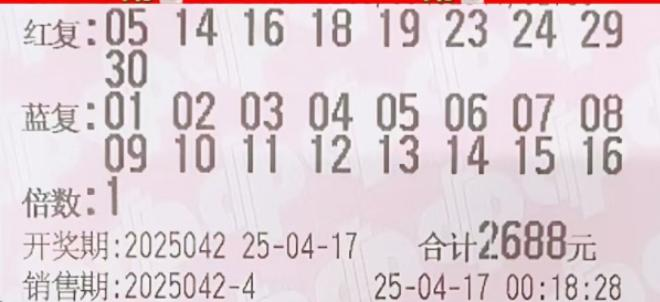 红复:05 14 16 18 19 23 24 29
30
蓝复:01 02 03 04 05 06 07 08
09 10 11 12 13 14 15 16
倍数:1
开奖期:2025042 25-04-17 合计2688元
销售期:2025042-4 25-04-17 00:18:28